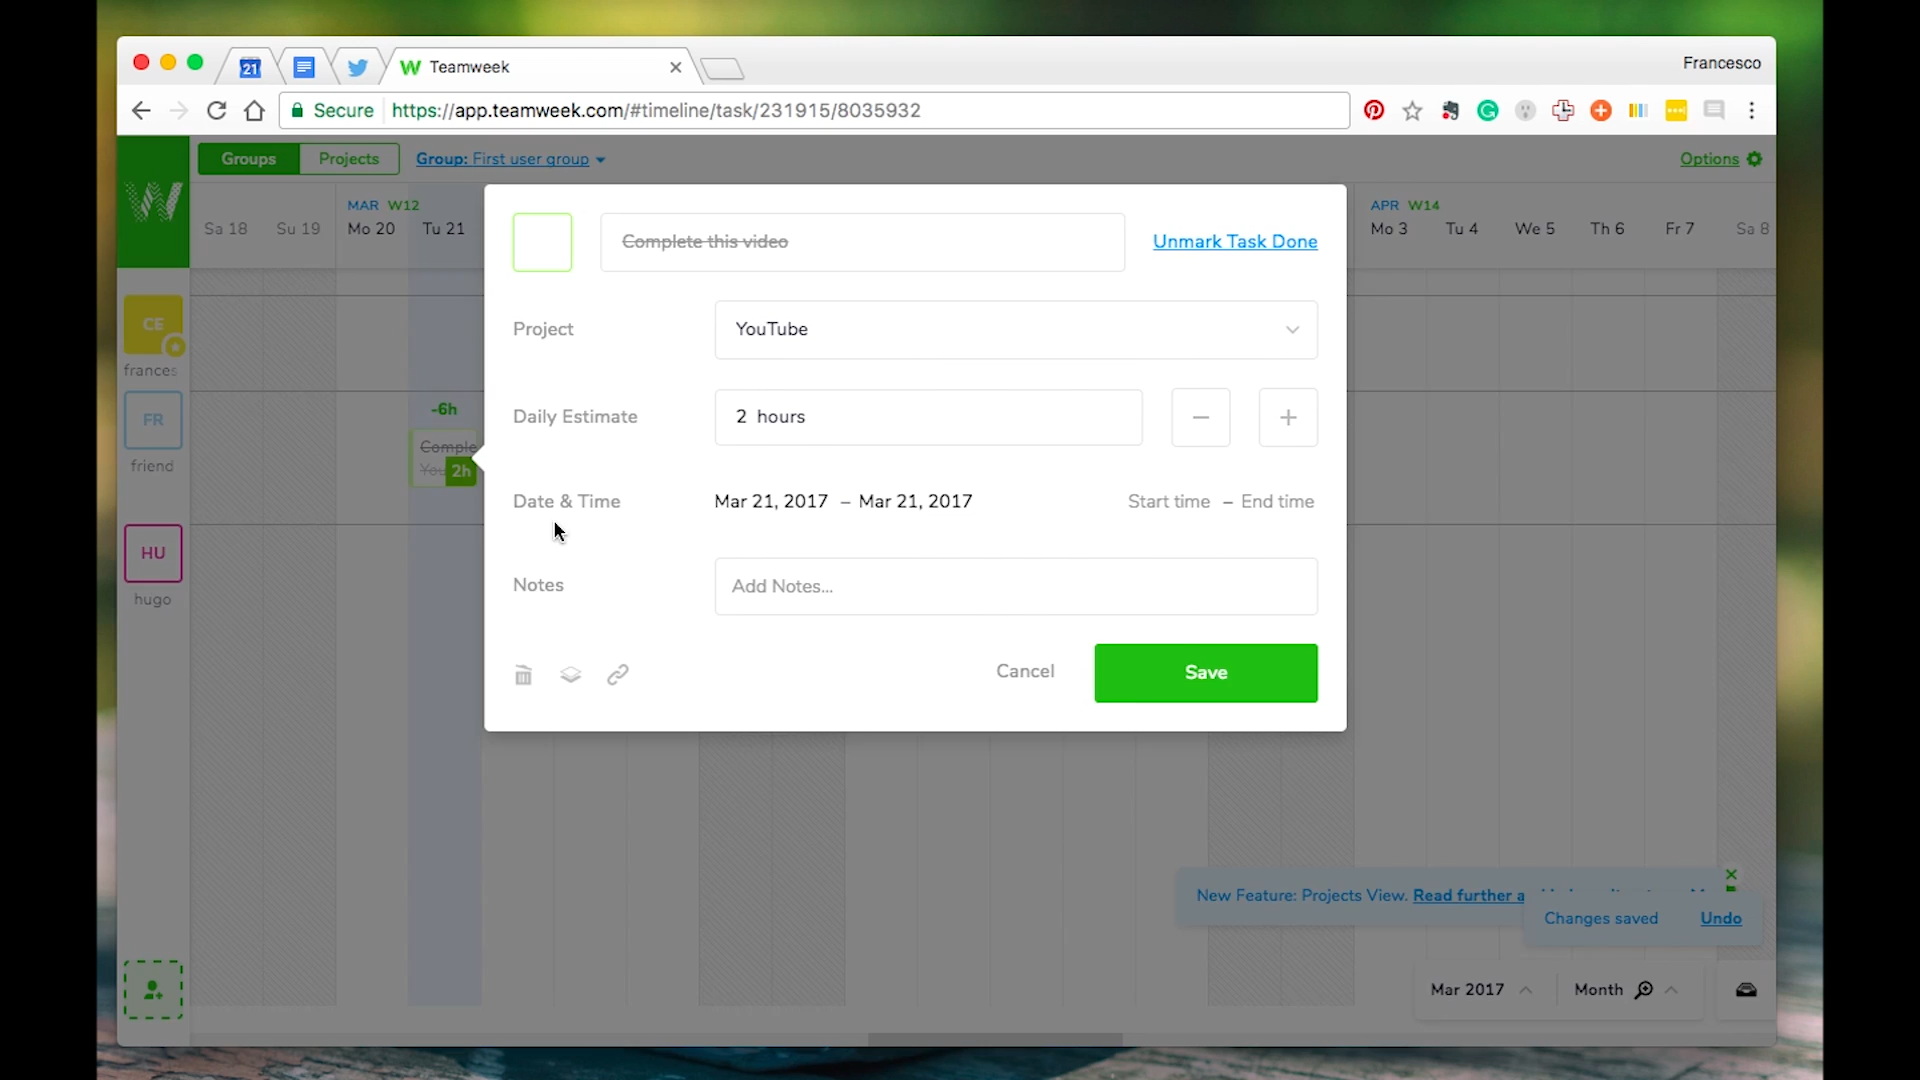 21
Teamweek
Francesco
Secure
https://app.teamweek.com/#timeline/task/231915/8035932
Groups
Projects
Group: First user group
Options
MAR W12
APR W14
Sa 18
Su 19
Mo 20
Tu 21
Mo 3
Tu 4
We 5
Th 6
Fr 7
Sa 8
Complete this video
Unmark Task Done
CE
frances
Project
YouTube
FR
friend
-6h
Comple
You
2h
Daily Estimate
2 hours
Date & Time
Mar 21, 2017 – Mar 21, 2017
Start time – End time
HU
hugo
Notes
Add Notes...
Cancel
Save
New Feature: Projects View. Read further a
Changes saved
Undo
Mar 2017
Month